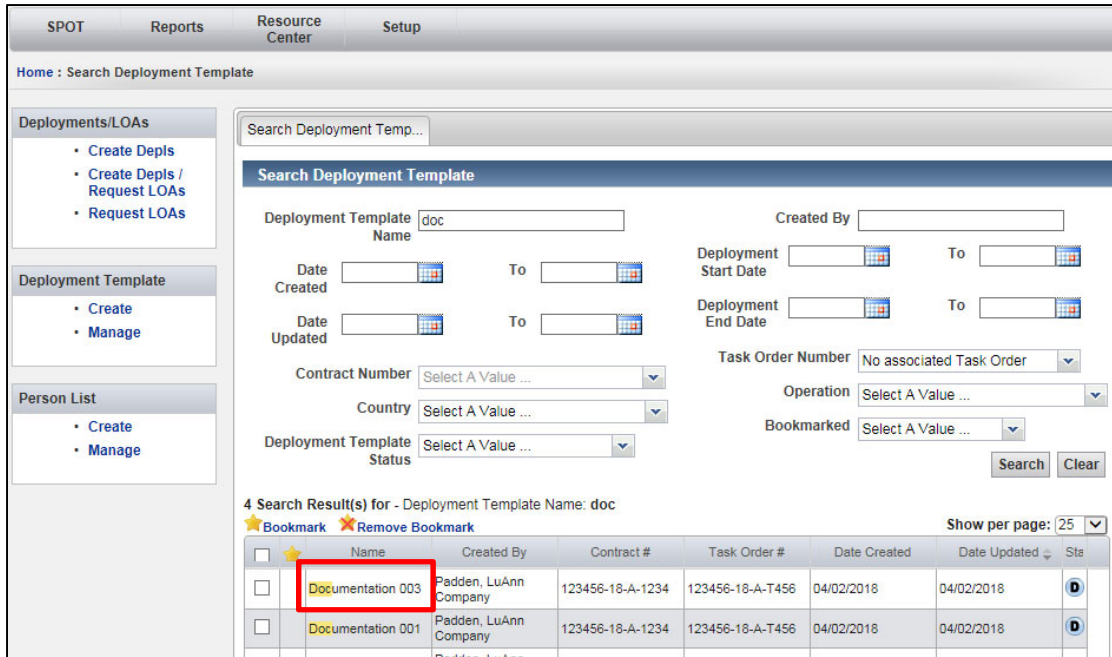 SPOT Reports Resource Center Setup
Home : Search Deployment Template
Deployments/LOAs
• Create Depls
• Create Depls /
Request LOAs
• Request LOAs
Deployment Template
• Create
• Manage
Person List
• Create
• Manage
Search Deployment Temp...
Search Deployment Template
Deployment Template Name doc
Created By
Date Created To
Deployment Start Date To
Date Updated To
Deployment End Date To
Contract Number Select A Value ...
Task Order Number No associated Task Order
Country Select A Value ...
Operation Select A Value ...
Deployment Template Status Select A Value ...
Bookmarked Select A Value ...
Search Clear
4 Search Result(s) for - Deployment Template Name: doc
Bookmark Remove Bookmark
Show per page: 25
Name Created By Contract # Task Order # Date Created Date Updated Sta
Documentation 003 Padden, LuAnn Company 123456-18-A-1234 123456-18-A-T456 04/02/2018 04/02/2018 D
Documentation 001 Padden, LuAnn Company 123456-18-A-1234 123456-18-A-T456 04/02/2018 04/02/2018 D